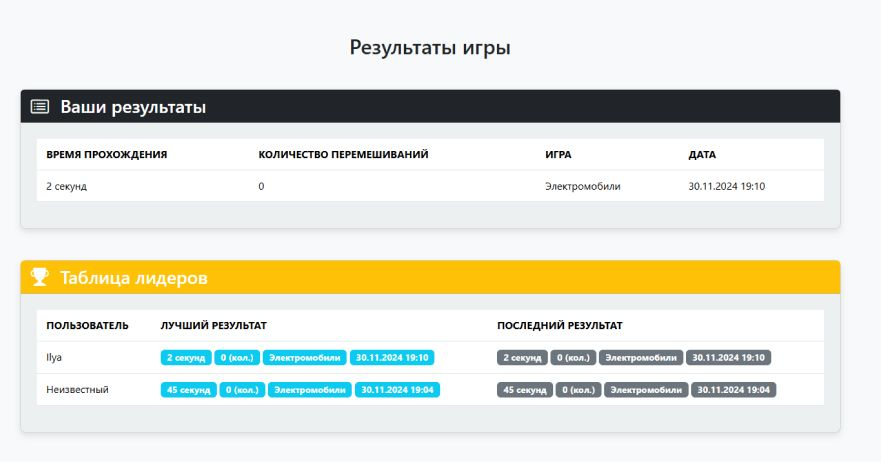 Результаты игры
Ваши результаты
ВРЕМЯ ПРОХОЖДЕНИЯ КОЛИЧЕСТВО ПЕРЕМЕШИВАНИЙ ИГРА ДАТА
2 секунд 0 Электромобили 30.11.2024 19:10
Таблица лидеров
ПОЛЬЗОВАТЕЛЬ ЛУЧШИЙ РЕЗУЛЬТАТ ПОСЛЕДНИЙ РЕЗУЛЬТАТ
Ilya 2 секунд 0 (кол.) Электромобили 30.11.2024 19:10 2 секунд 0 (кол.) Электромобили 30.11.2024 19:10
Неизвестный 45 секунд 0 (кол.) Электромобили 30.11.2024 19:04 45 секунд 0 (кол.) Электромобили 30.11.2024 19:04